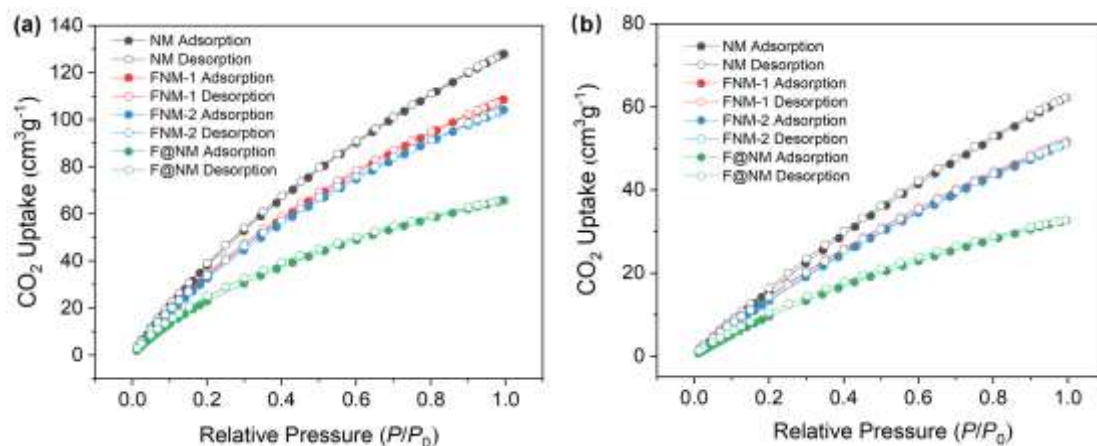 (a)
140
120
100
80
60
40
20
0
CO₂ Uptake (cm³g⁻¹)
NM Adsorption
NM Desorption
FNM-1 Adsorption
FNM-1 Desorption
FNM-2 Adsorption
FNM-2 Desorption
F@NM Adsorption
F@NM Desorption
0.0 0.2 0.4 0.6 0.8 1.0
Relative Pressure (P/P₀)
(b)
80
60
40
20
0
CO₂ Uptake (cm³g⁻¹)
NM Adsorption
NM Desorption
FNM-1 Adsorption
FNM-1 Desorption
FNM-2 Adsorption
FNM-2 Desorption
F@NM Adsorption
F@NM Desorption
0.0 0.2 0.4 0.6 0.8 1.0
Relative Pressure (P/P₀)